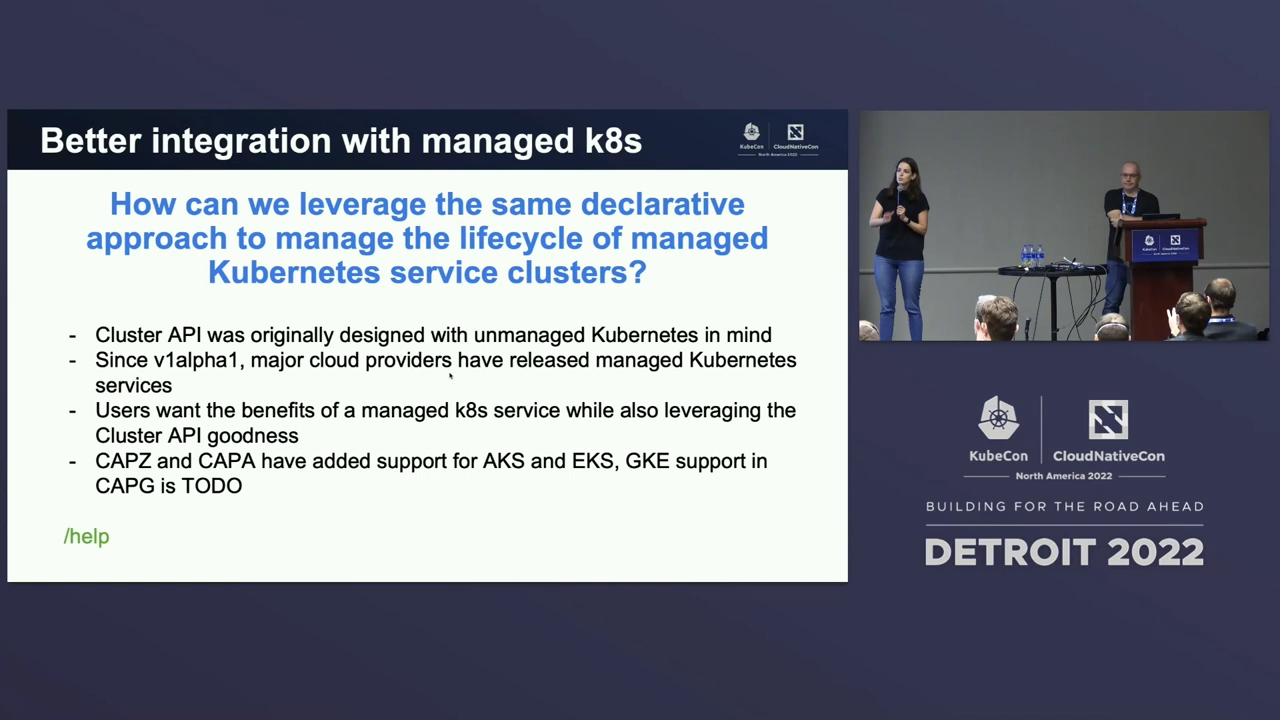 Better integration with managed k8s
KubeCon
CloudNativeCon
North America 2022
How can we leverage the same declarative
approach to manage the lifecycle of managed
Kubernetes service clusters?
- Cluster API was originally designed with unmanaged Kubernetes in mind
- Since v1alpha1, major cloud providers have released managed Kubernetes
services
- Users want the benefits of a managed k8s service while also leveraging the
Cluster API goodness
- CAPZ and CAPA have added support for AKS and EKS, GKE support in
CAPG is TODO
/help
KubeCon
CloudNativeCon
North America 2022
BUILDING FOR THE ROAD AHEAD
DETROIT 2022